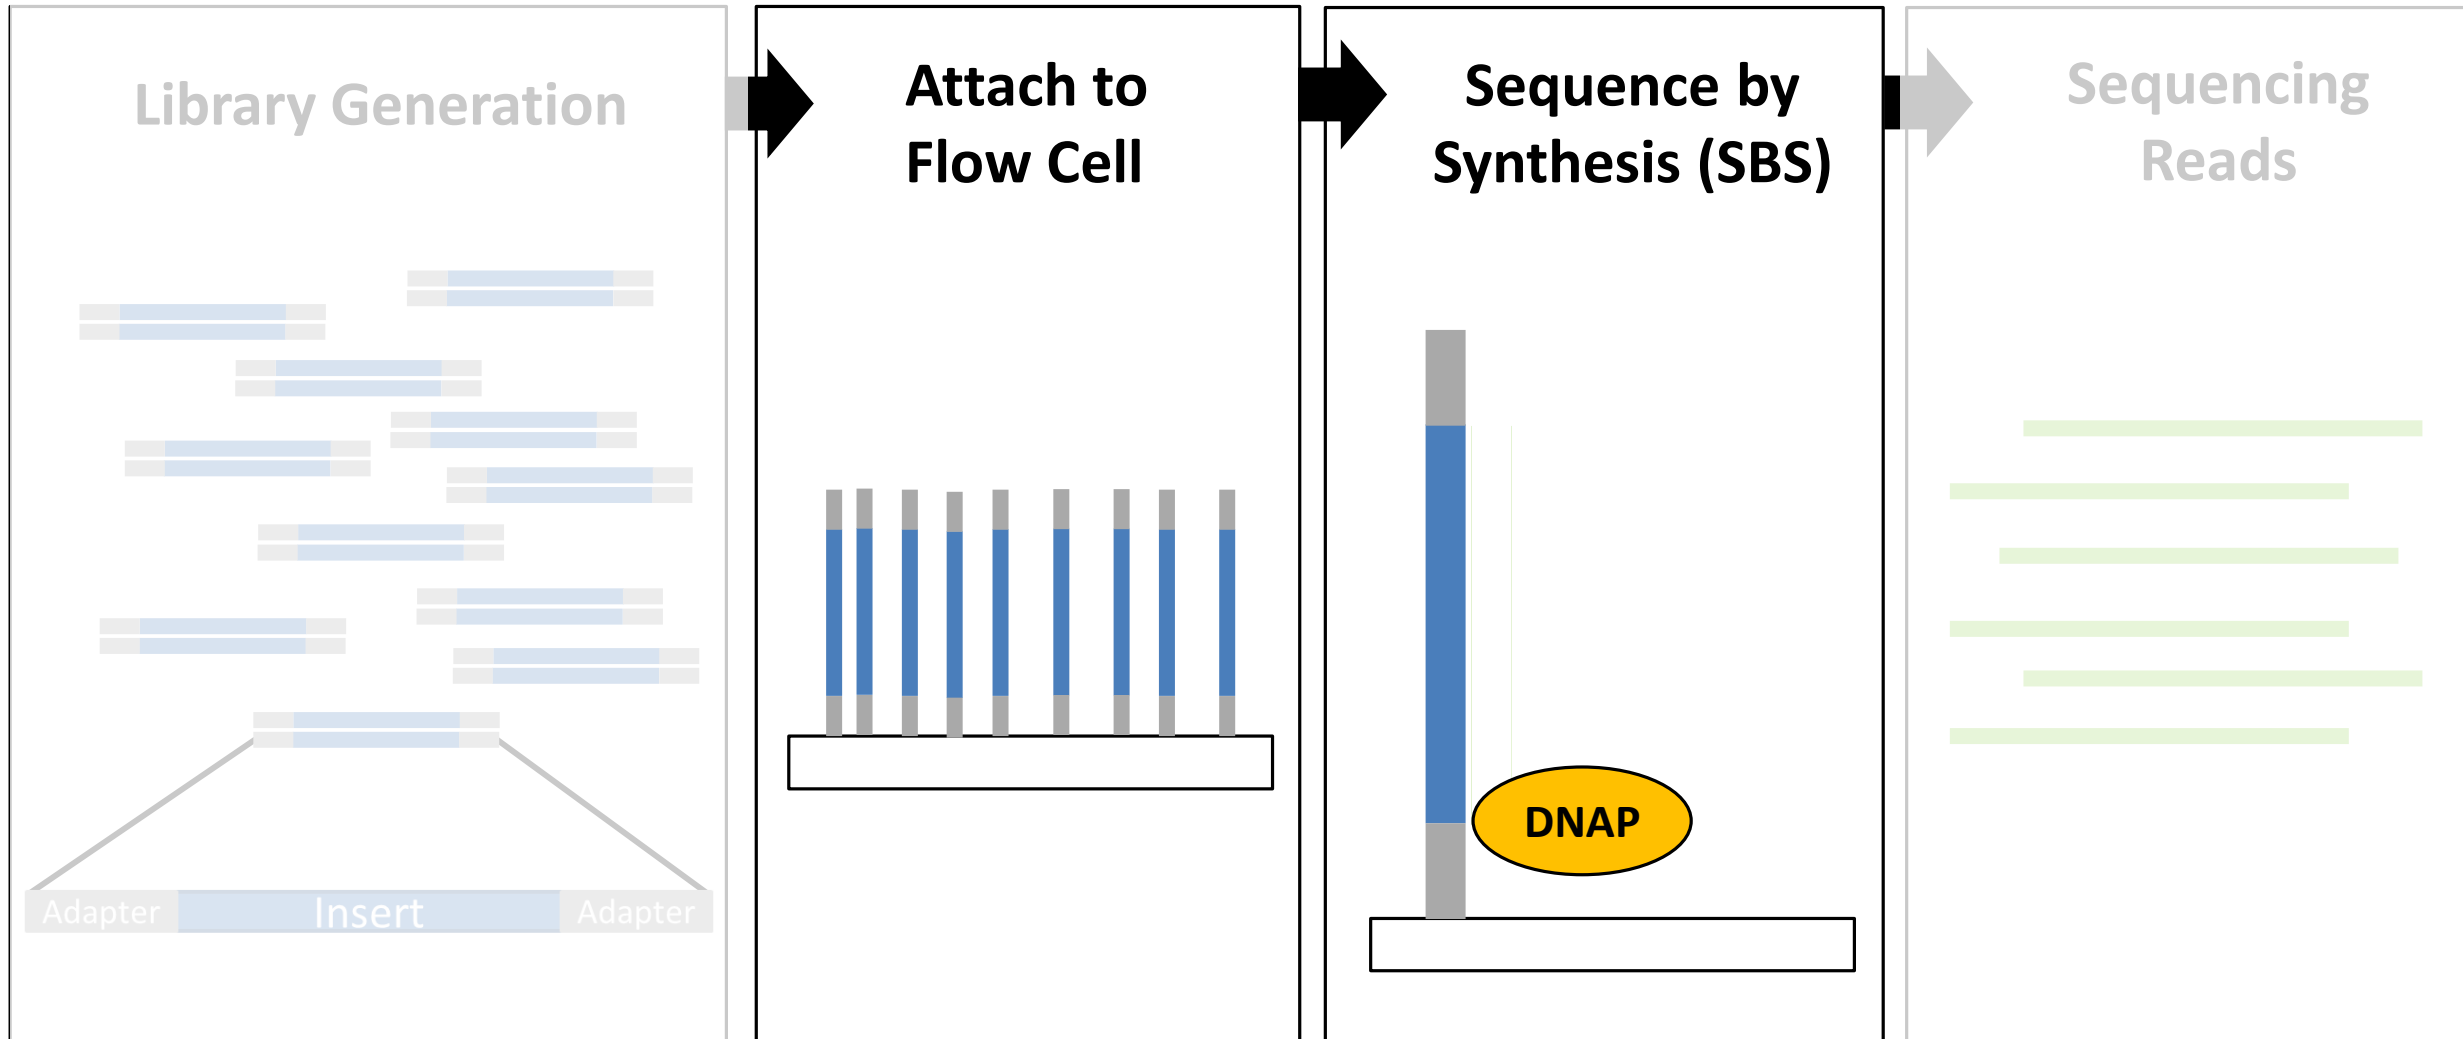 Library Generation
Attach to
Flow Cell
Sequence by
Synthesis (SBS)
Sequencing
Reads
DNAP
Adapter
Insert
Adapter